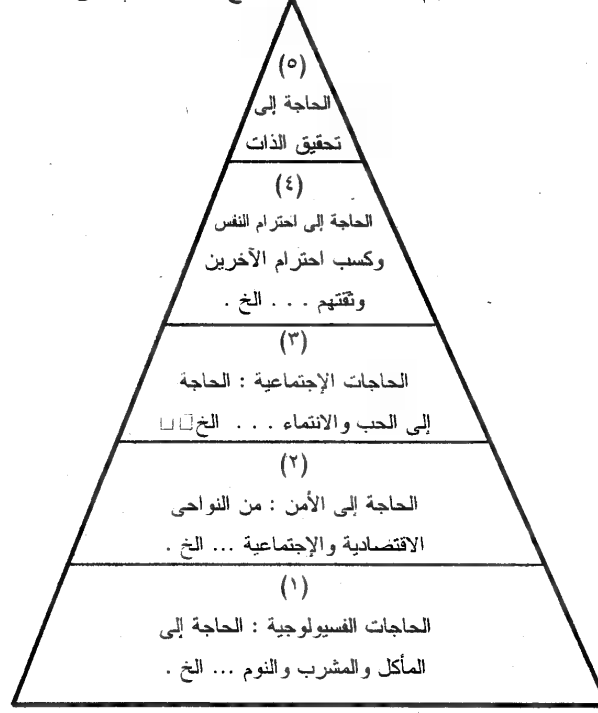 (٥)
الحاجة إلى
تحقيق الذات
(٤)
الحاجة إلى احترام النفس
وكسب احترام الآخرين
وثقتهم . . . الخ .
(٣)
الحاجات الإجتماعية : الحاجة
إلى الحب والانتماء . . . الخ
(٢)
الحاجة إلى الأمن : من النواحى
الاقتصادية والإجتماعية ... الخ .
(١)
الحاجات الفسيولوجية : الحاجة إلى
المأكل والمشرب والنوم ... الخ .